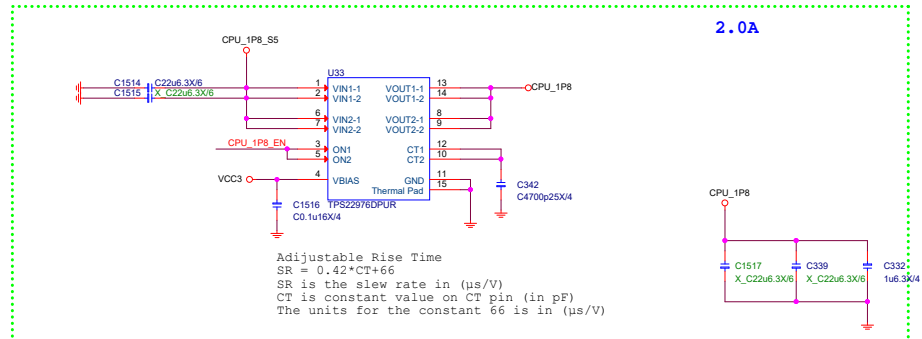 2.0A
CPU_1P8_S5
U33
C1514 C22u6.3X/6
C1515 X_C22u6.3X/6
1 VIN1-1 VOUT1-1 13
2 VIN1-2 VOUT1-2 14
CPU_1P8
6 VIN2-1 VOUT2-1 8
7 VIN2-2 VOUT2-2 9
CPU_1P8_EN
3 ON1 CT1 12
5 ON2 CT2 10
VCC3
4 VBIAS GND 11
Thermal Pad 15
C342
C4700p25X/4
TPS22976DPUR
C1516
C0.1u16X/4
CPU_1P8
Adijustable Rise Time
SR = 0.42*CT+66
SR is the slew rate in (µs/V)
CT is constant value on CT pin (in pF)
The units for the constant 66 is in (µs/V)
C1517 C339 C332
X_C22u6.3X/6 X_C22u6.3X/6 1u6.3X/4